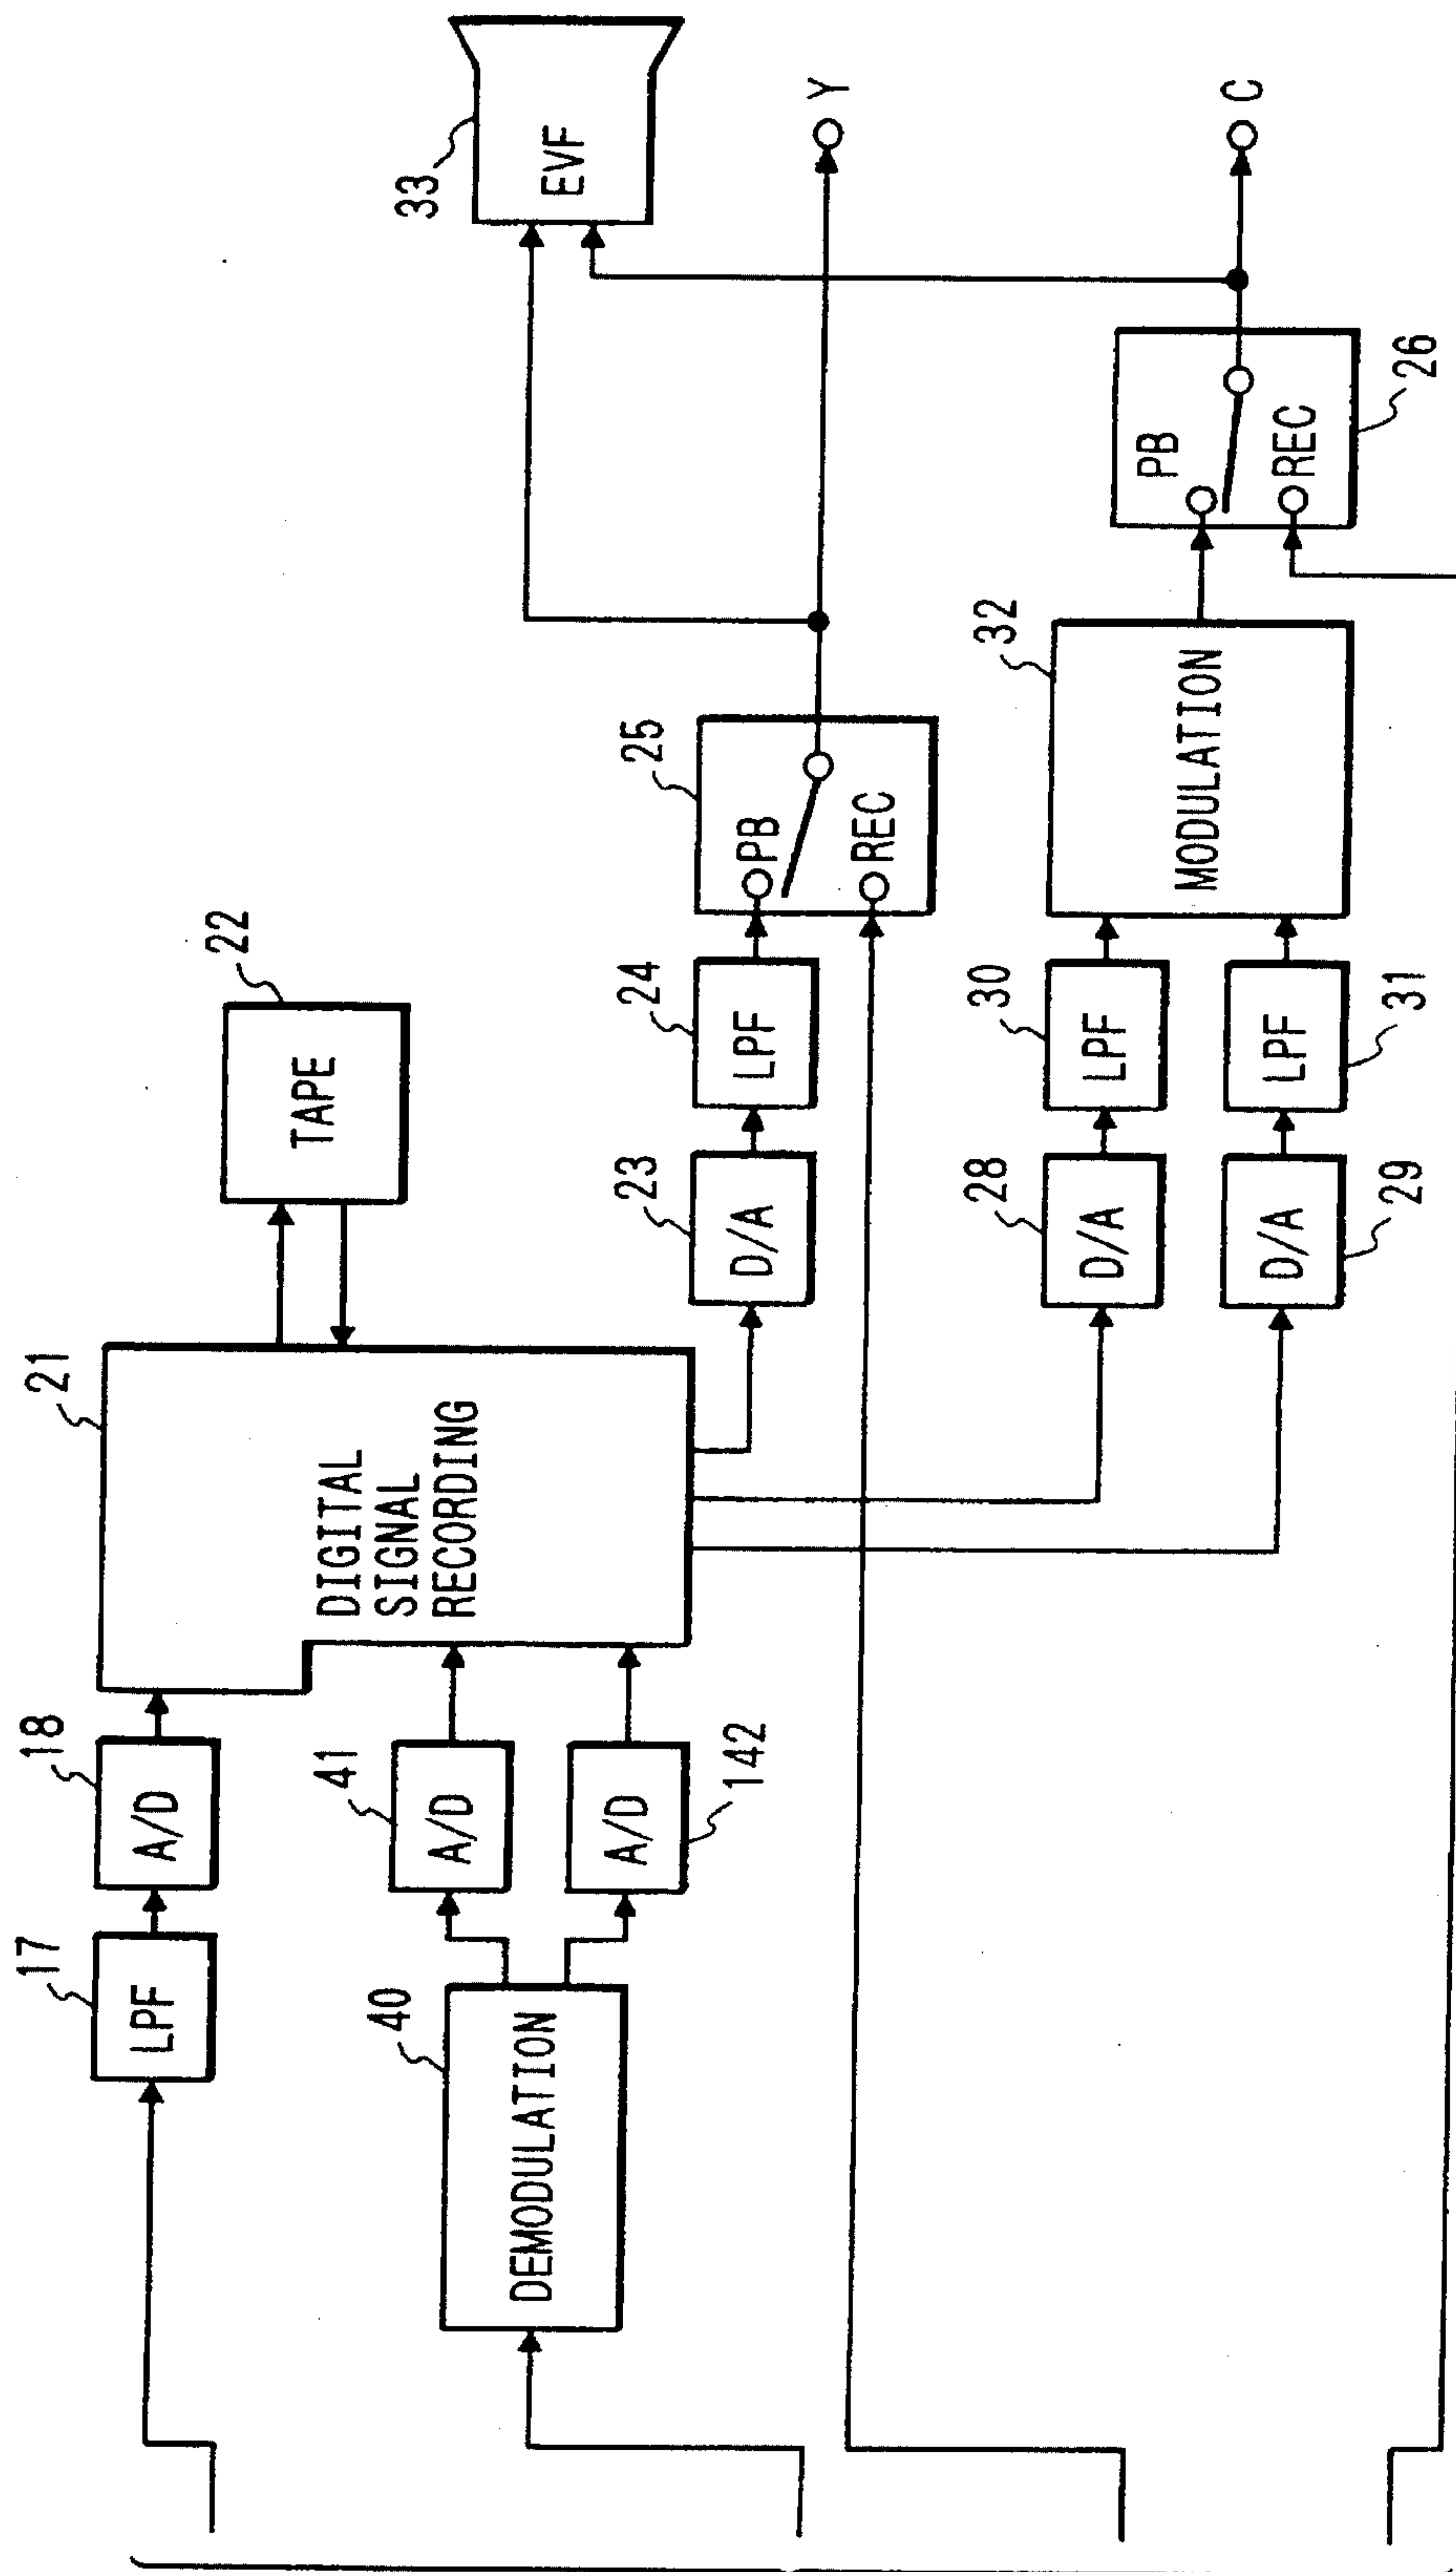 17
LPF
18
A/D
21
DIGITAL
SIGNAL
RECORDING
22
TAPE
40
DEMODULATION
41
A/D
A/D
142
23
D/A
24
LPF
25
PB
REC
33
EVF
Y
28
D/A
30
LPF
D/A
29
LPF
31
32
MODULATION
PB
REC
26
C